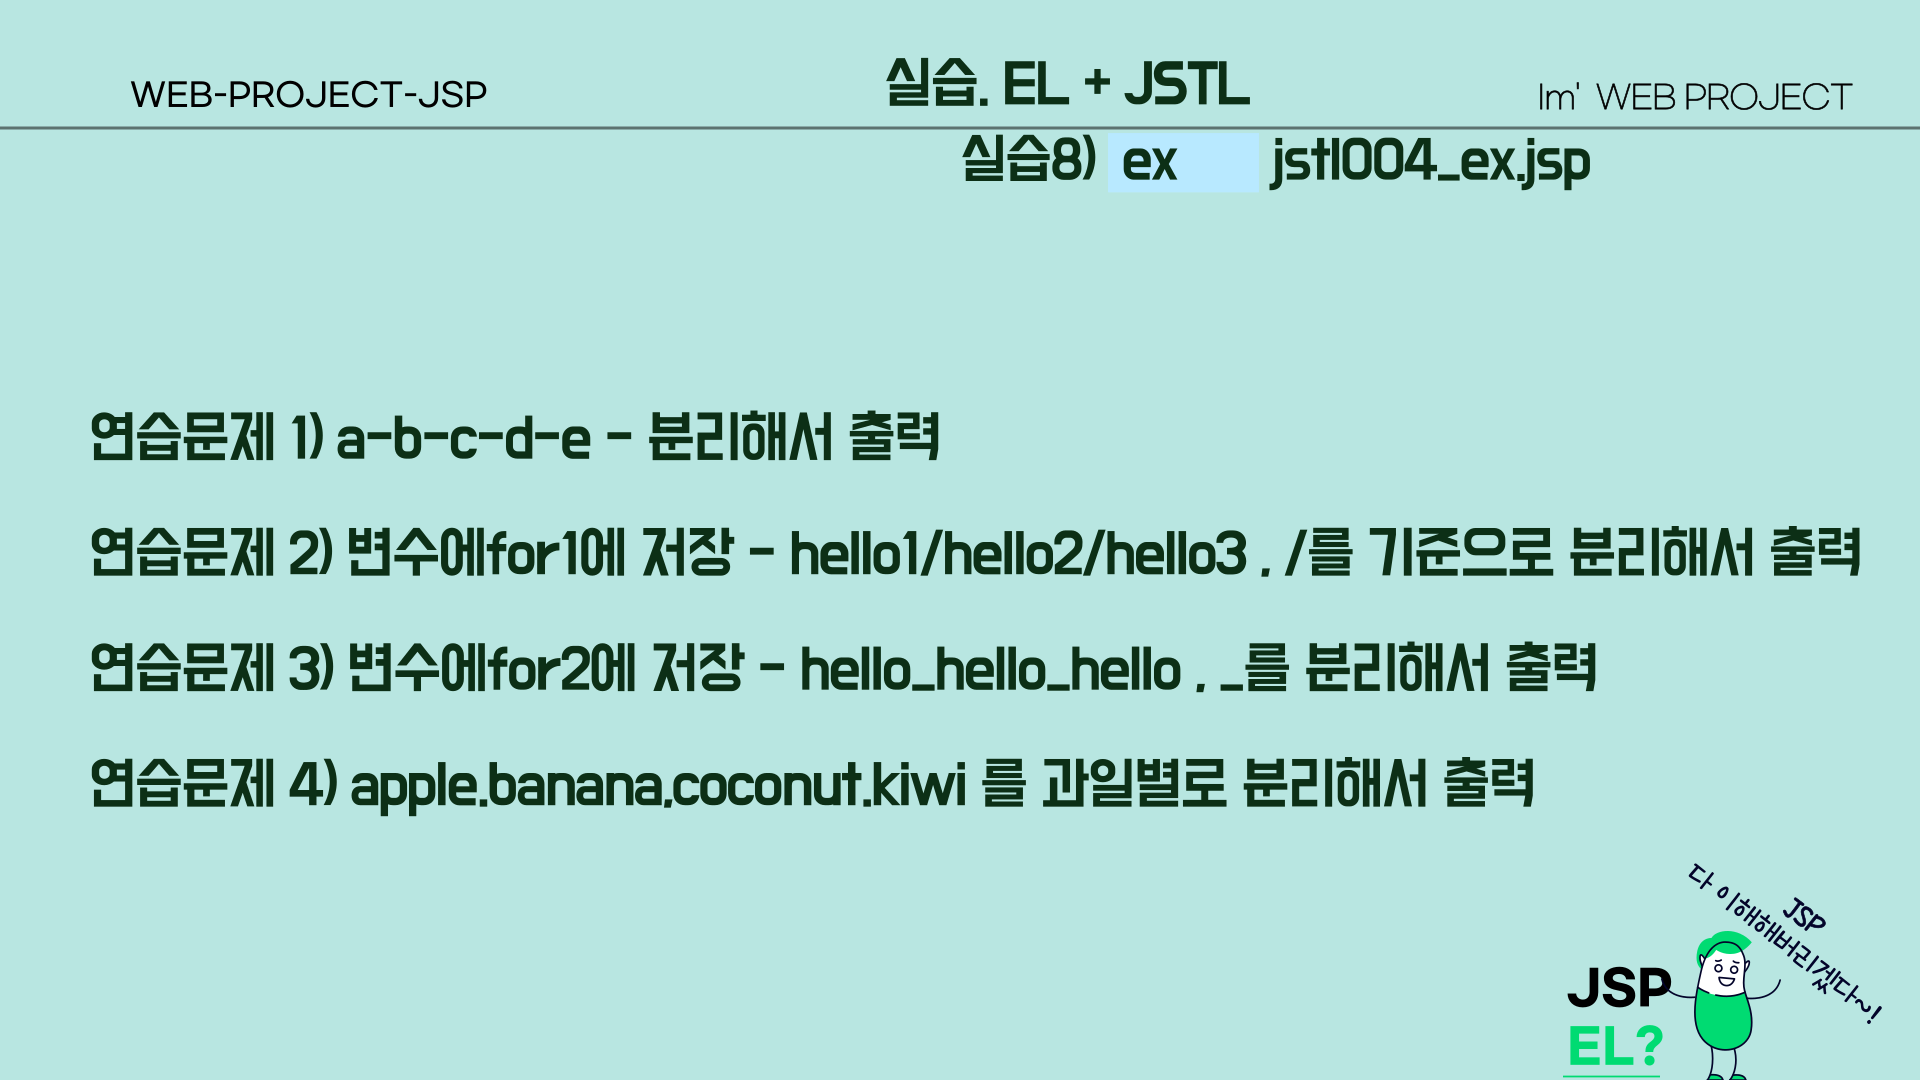 WEB-PROJECT-JSP
실습. EL + JSTL
Im' WEB PROJECT
실습8) ex jstl004_ex.jsp
연습문제 1) a-b-c-d-e - 분리해서 출력
연습문제 2) 변수에for1에 저장 - hello1/hello2/hello3 , /를 기준으로 분리해서 출력
연습문제 3) 변수에for2에 저장 - hello_hello_hello , _를 분리해서 출력
연습문제 4) apple.banana,coconut.kiwi 를 과일별로 분리해서 출력
JSP
다 이해해버리겠다~!
JSP
EL?